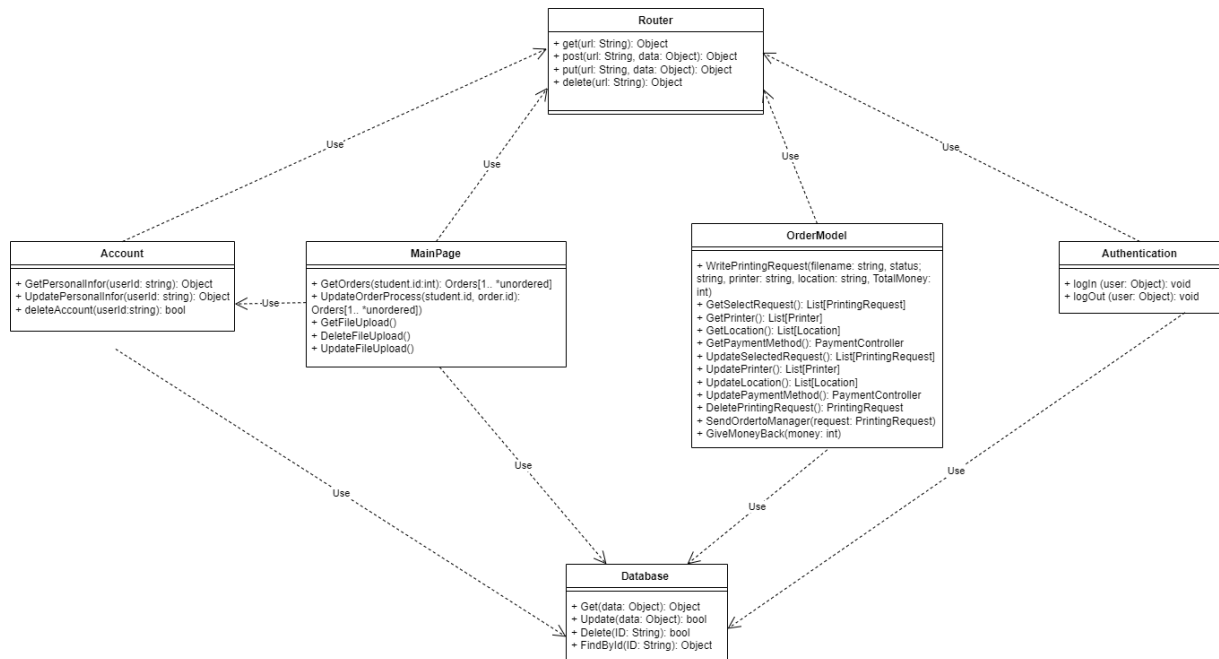 Router
+ get(url: String): Object
+ post(url: String, data: Object): Object
+ put(url: String, data: Object): Object
+ delete(url: String): Object
Use
Use
Use
Use
Account
+ GetPersonalInfor(userId: string): Object
+ UpdatePersonalInfor(userId: string): Object
+ deleteAccount(userId:string): bool
Use
MainPage
+ GetOrders(student.id:int): Orders[1.. *unordered]
+ UpdateOrderProcess(student.id, order.id):
Orders[1.. *unordered])
+ GetFileUpload()
+ DeleteFileUpload()
+ UpdateFileUpload()
OrderModel
+ WritePrintingRequest(filename: string, status;
string, printer: string, location: string, TotalMoney:
int)
+ GetSelectRequest(): List[PrintingRequest]
+ GetPrinter(): List[Printer]
+ GetLocation(): List[Location]
+ GetPaymentMethod(): PaymentController
+ UpdateSelectedRequest(): List[PrintingRequest]
+ UpdatePrinter(): List[Printer]
+ UpdateLocation(): List[Location]
+ UpdatePaymentMethod(): PaymentController
+ DeletePrintingRequest(): PrintingRequest
+ SendOrdertoManager(request: PrintingRequest)
+ GiveMoneyBack(money: int)
Authentication
+ logIn (user: Object): void
+ logOut (user: Object): void
Use
Use
Use
Use
Database
+ Get(data: Object): Object
+ Update(data: Object): bool
+ Delete(ID: String): bool
+ FindById(ID: String): Object